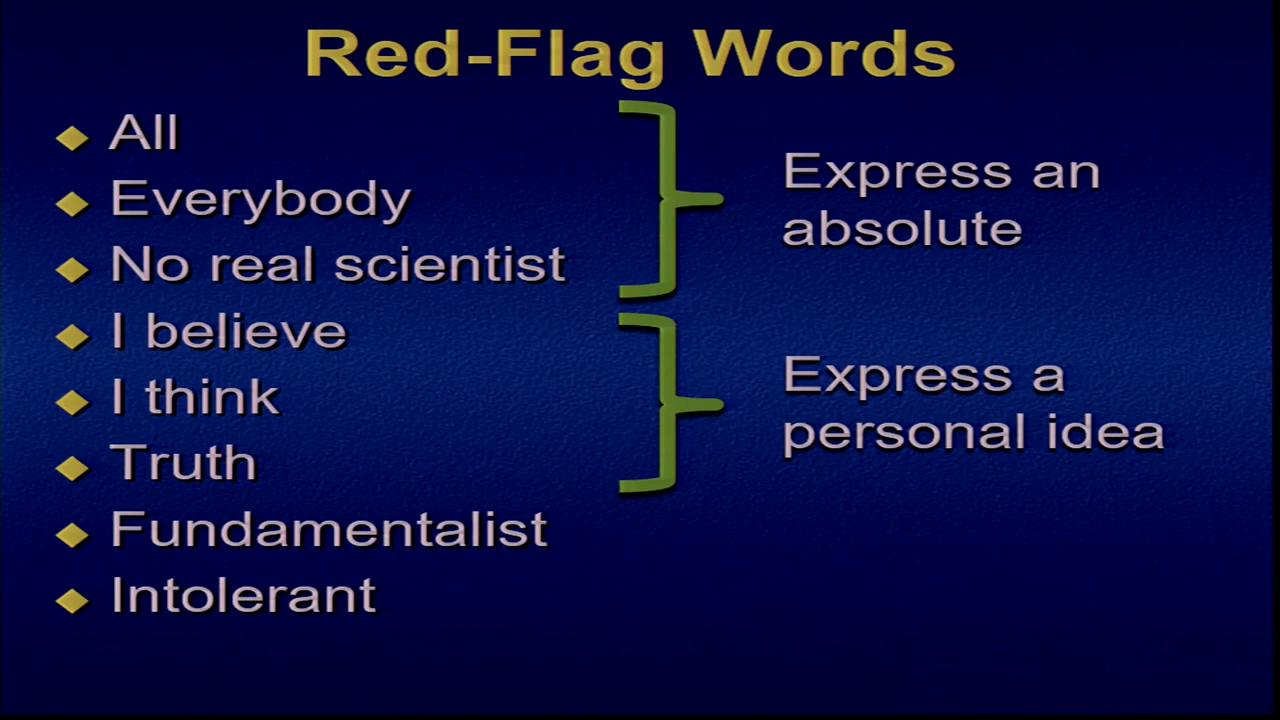 Red-Flag Words
All
Everybody
No real scientist
Express an
absolute
I believe
I think
Truth
Express a
personal idea
Fundamentalist
Intolerant